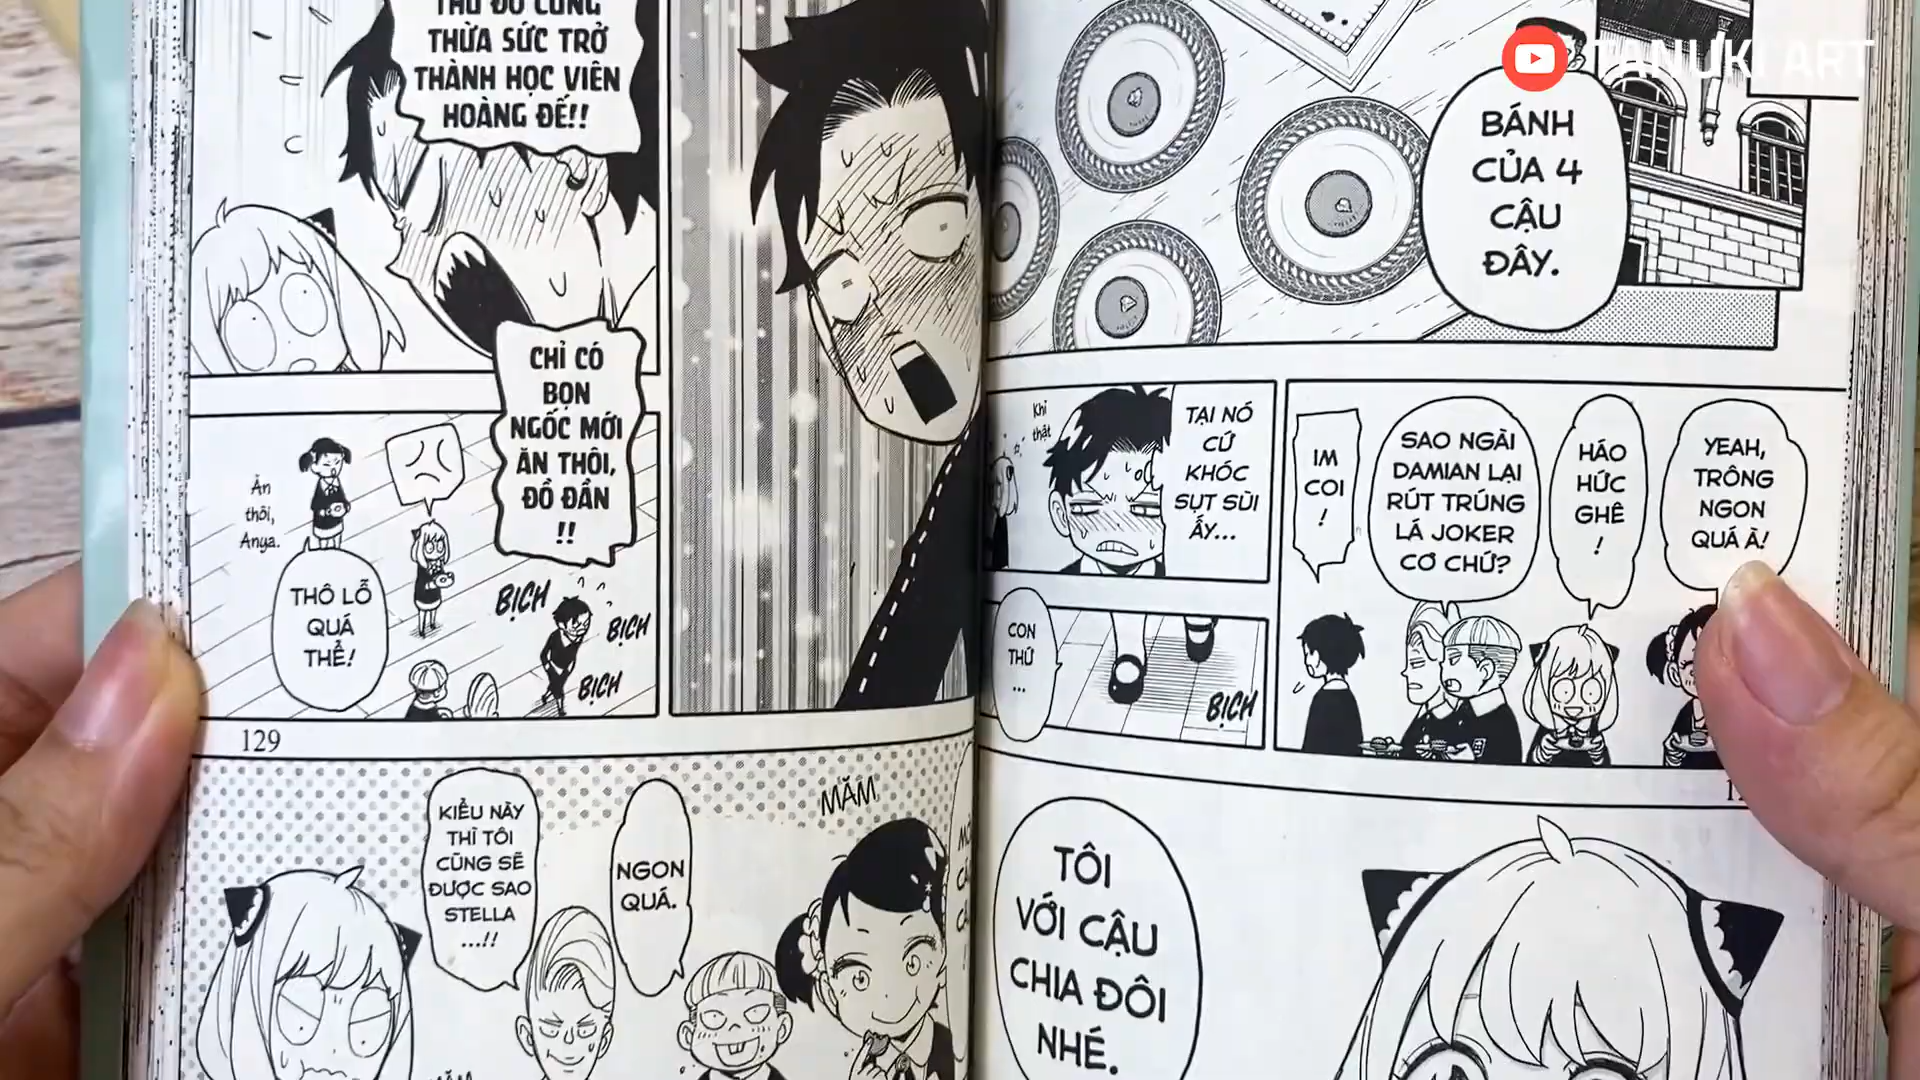 TANUKI ART
BÁNH
CỦA 4
CẬU
ĐÂY.
YEAH,
TRÔNG
NGON
QUÁ À!
HÁO
HỨC
GHÊ
!
SAO NGÀI
DAMIAN LẠI
RÚT TRÚNG
LÁ JOKER
CƠ CHỨ?
IM
COI
!
TẠI NÓ
CỨ
KHÓC
SỤT SÙI
ẤY...
Khỉ
thật
CON
THỨ
...
BỊCH
TÔI
VỚI CẬU
CHIA ĐÔI
NHÉ.
THỪA SỨC TRỞ
THÀNH HỌC VIÊN
HOÀNG ĐẾ!!
CHỈ CÓ
BỌN
NGỐC MỚI
ĂN THÔI,
ĐỒ ĐẦN
!!
Ăn
thôi,
Anya.
THÔ LỖ
QUÁ
THỂ!
BỊCH
BỊCH
BỊCH
129
MĂM
NGON
QUÁ.
KIỂU NÀY
THÌ TÔI
CŨNG SẼ
ĐƯỢC SAO
STELLA
...!!